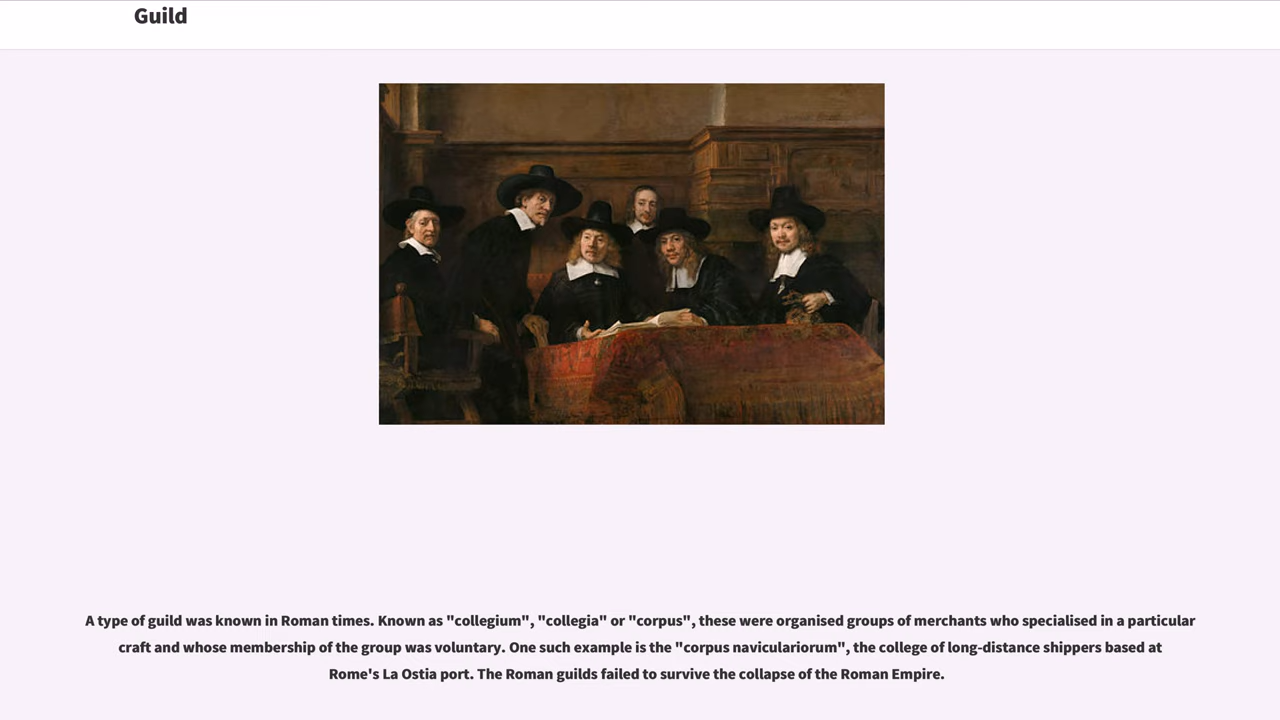 Guild
A type of guild was known in Roman times. Known as "collegium", "collegia" or "corpus", these were organised groups of merchants who specialised in a particular
craft and whose membership of the group was voluntary. One such example is the "corpus naviculariorum", the college of long-distance shippers based at
Rome's La Ostia port. The Roman guilds failed to survive the collapse of the Roman Empire.